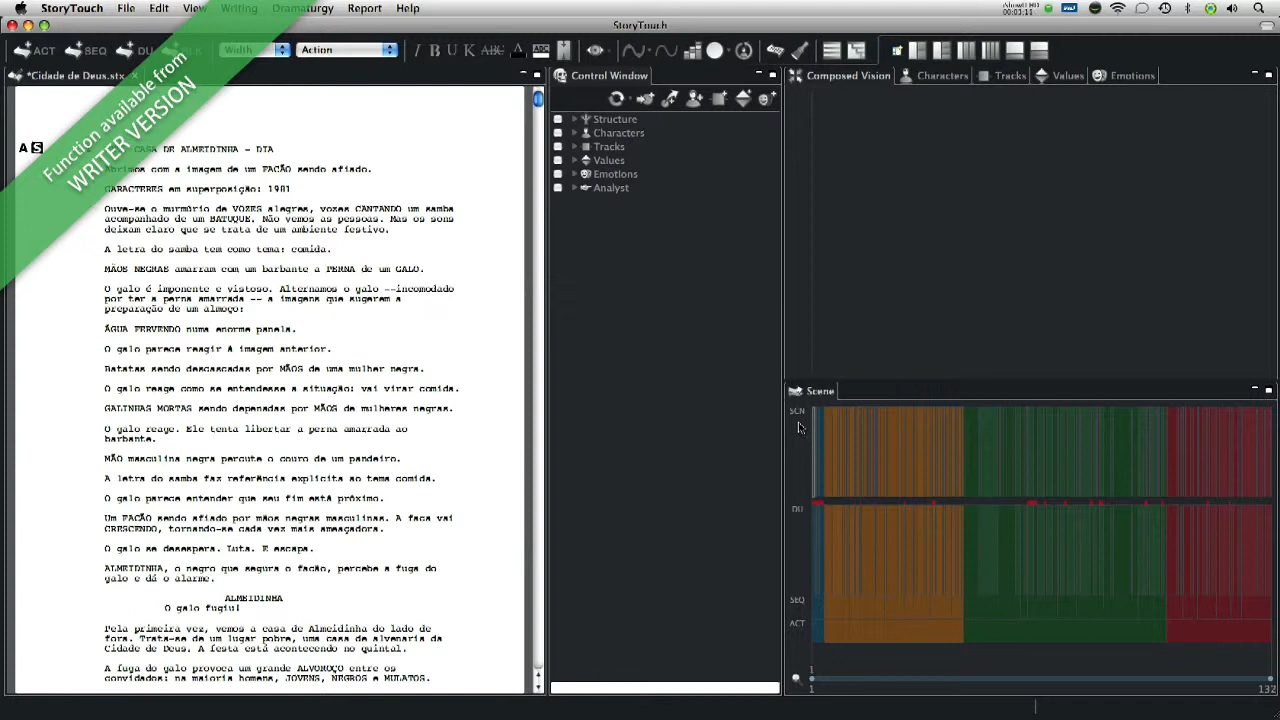 StoryTouch File Edit View Writing Dramaturgy Report Help
iShowU HD
00:03:11
StoryTouch
ACT SEQ DU
Width Action I B U K ABC A ABC
*Cidade de Deus.stx
Control Window
Composed Vision Characters Tracks Values Emotions
Function available from
WRITER VERSION
Structure
Characters
Tracks
Values
Emotions
Analyst
A S CASA DE ALMEIDINHA - DIA
Abrimos com a imagem de um FACÃO sendo afiado.
CARACTERES em superposição: 1981
Ouve-se o murmúrio de VOZES alegres, vozes CANTANDO um samba
acompanhado de um BATUQUE. Não vemos as pessoas. Mas os sons
deixam claro que se trata de um ambiente festivo.
A letra do samba tem como tema: comida.
MÃOS NEGRAS amarram com um barbante a PERNA de um GALO.
O galo é imponente e vistoso. Alternamos o galo --incomodado
por ter a perna amarrada -- a imagens que sugerem a
preparação de um almoço:
ÁGUA FERVENDO numa enorme panela.
O galo parece reagir à imagem anterior.
Batatas sendo descascadas por MÃOS de uma mulher negra.
O galo reage como se entendesse a situação: vai virar comida.
GALINHAS MORTAS sendo depenadas por MÃOS de mulheres negras.
O galo reage. Ele tenta libertar a perna amarrada ao
barbante.
MÃO masculina negra percute o couro de um pandeiro.
A letra do samba faz referência explícita ao tema comida.
O galo parece entender que seu fim está próximo.
Um FACÃO sendo afiado por mãos negras masculinas. A faca vai
CRESCENDO, tornando-se cada vez mais ameaçadora.
O galo se desespera. Luta. E escapa.
ALMEIDINHA, o negro que segura o facão, percebe a fuga do
galo e dá o alarme.
ALMEIDINHA
O galo fugiu!
Pela primeira vez, vemos a casa de Almeidinha do lado de
fora. Trata-se de um lugar pobre, uma casa de alvenaria da
Cidade de Deus. A festa está acontecendo no quintal.
A fuga do galo provoca um grande ALVOROÇO entre os
convidados: na maioria homens, JOVENS, NEGROS e MULATOS.
Scene
SCN
DU
SEQ
ACT
1
1 132